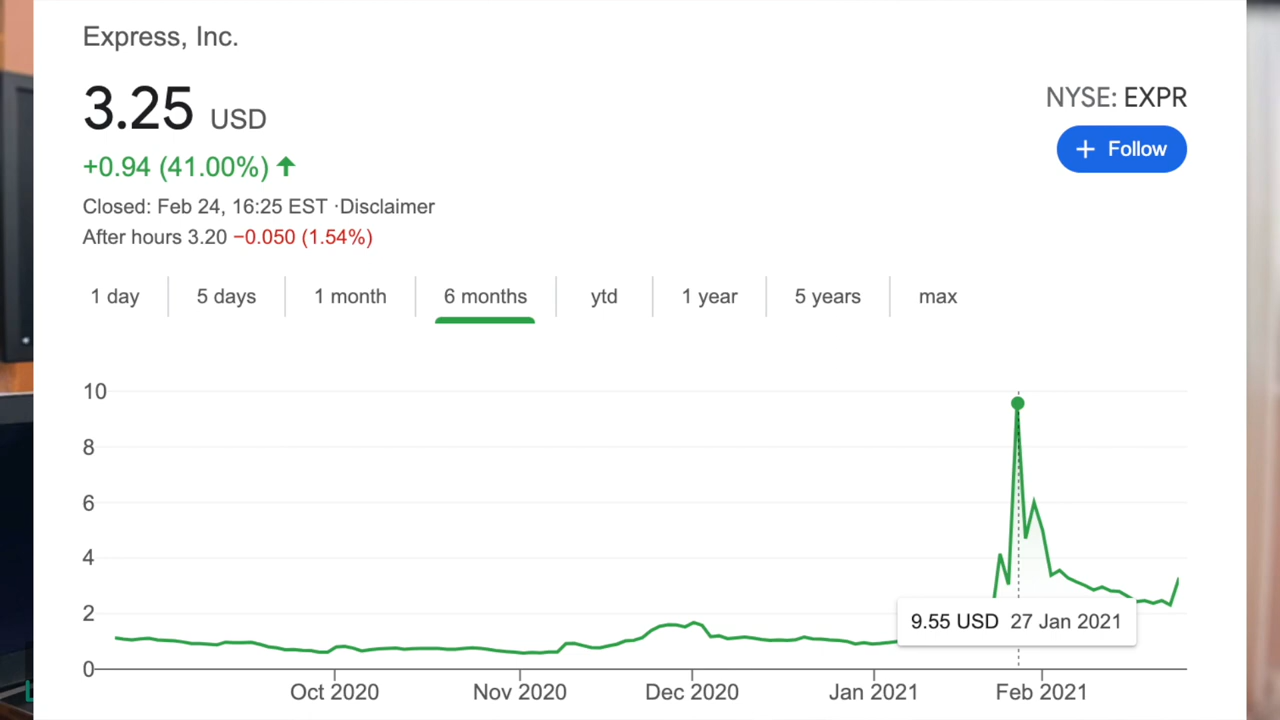 Express, Inc.
3.25 USD
NYSE: EXPR
+0.94 (41.00%)
+ Follow
Closed: Feb 24, 16:25 EST ·Disclaimer
After hours 3.20 −0.050 (1.54%)
1 day 5 days 1 month 6 months ytd 1 year 5 years max
10
8
6
4
2
0
9.55 USD 27 Jan 2021
Oct 2020 Nov 2020 Dec 2020 Jan 2021 Feb 2021